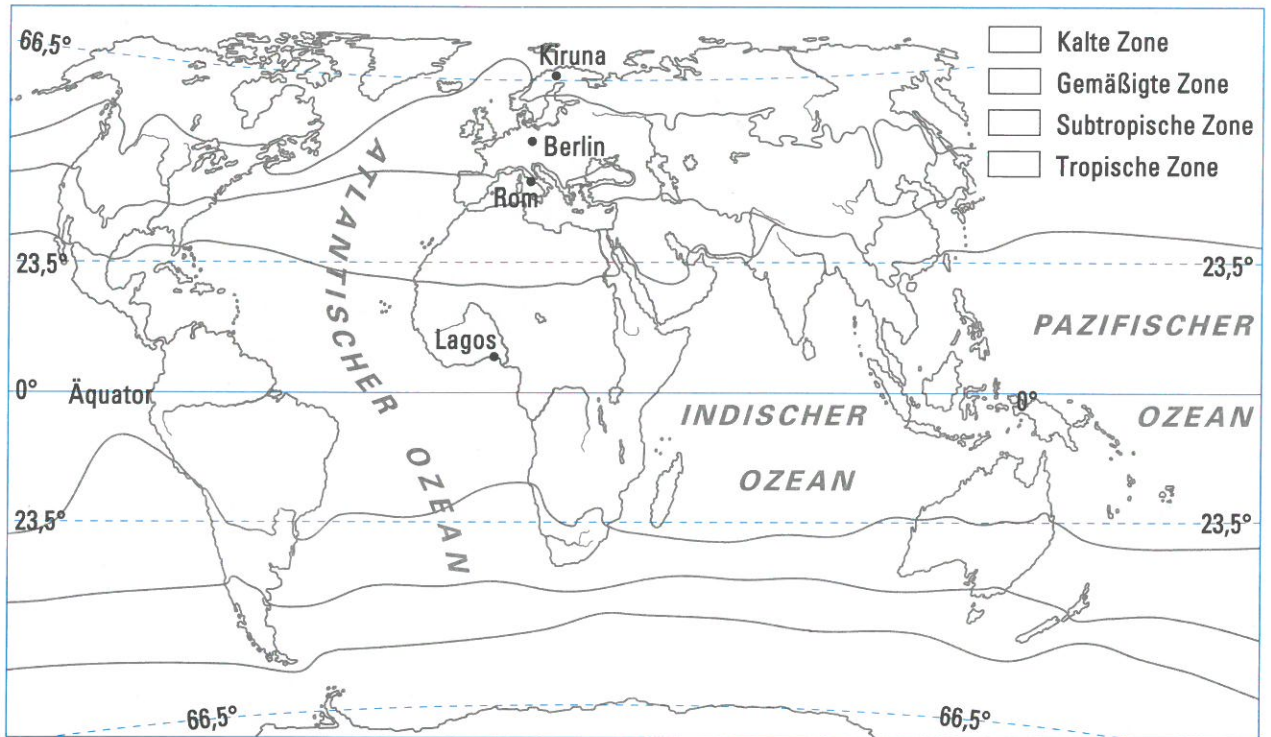 66,5°
Kiruna
Kalte Zone
Gemäßigte Zone
Subtropische Zone
Tropische Zone
Berlin
Rom
ATLANTISCHER OZEAN
23,5°
23,5°
Lagos
PAZIFISCHER
OZEAN
Äquator
0°
0°
INDISCHER
OZEAN
23,5°
23,5°
66,5°
66,5°